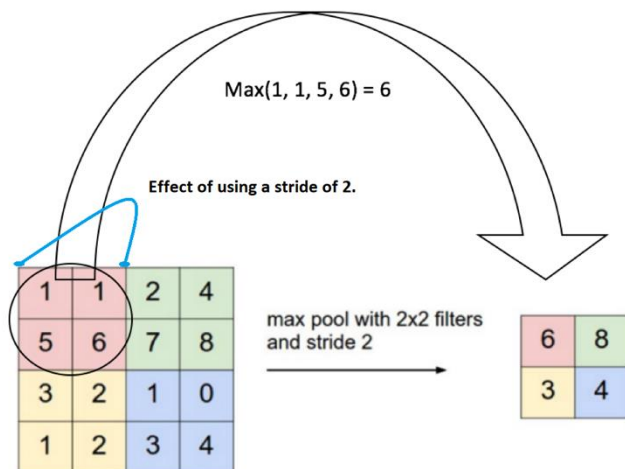 Max(1, 1, 5, 6) = 6
Effect of using a stride of 2.
1 1 2 4
5 6 7 8
3 2 1 0
1 2 3 4
max pool with 2x2 filters
and stride 2
6 8
3 4